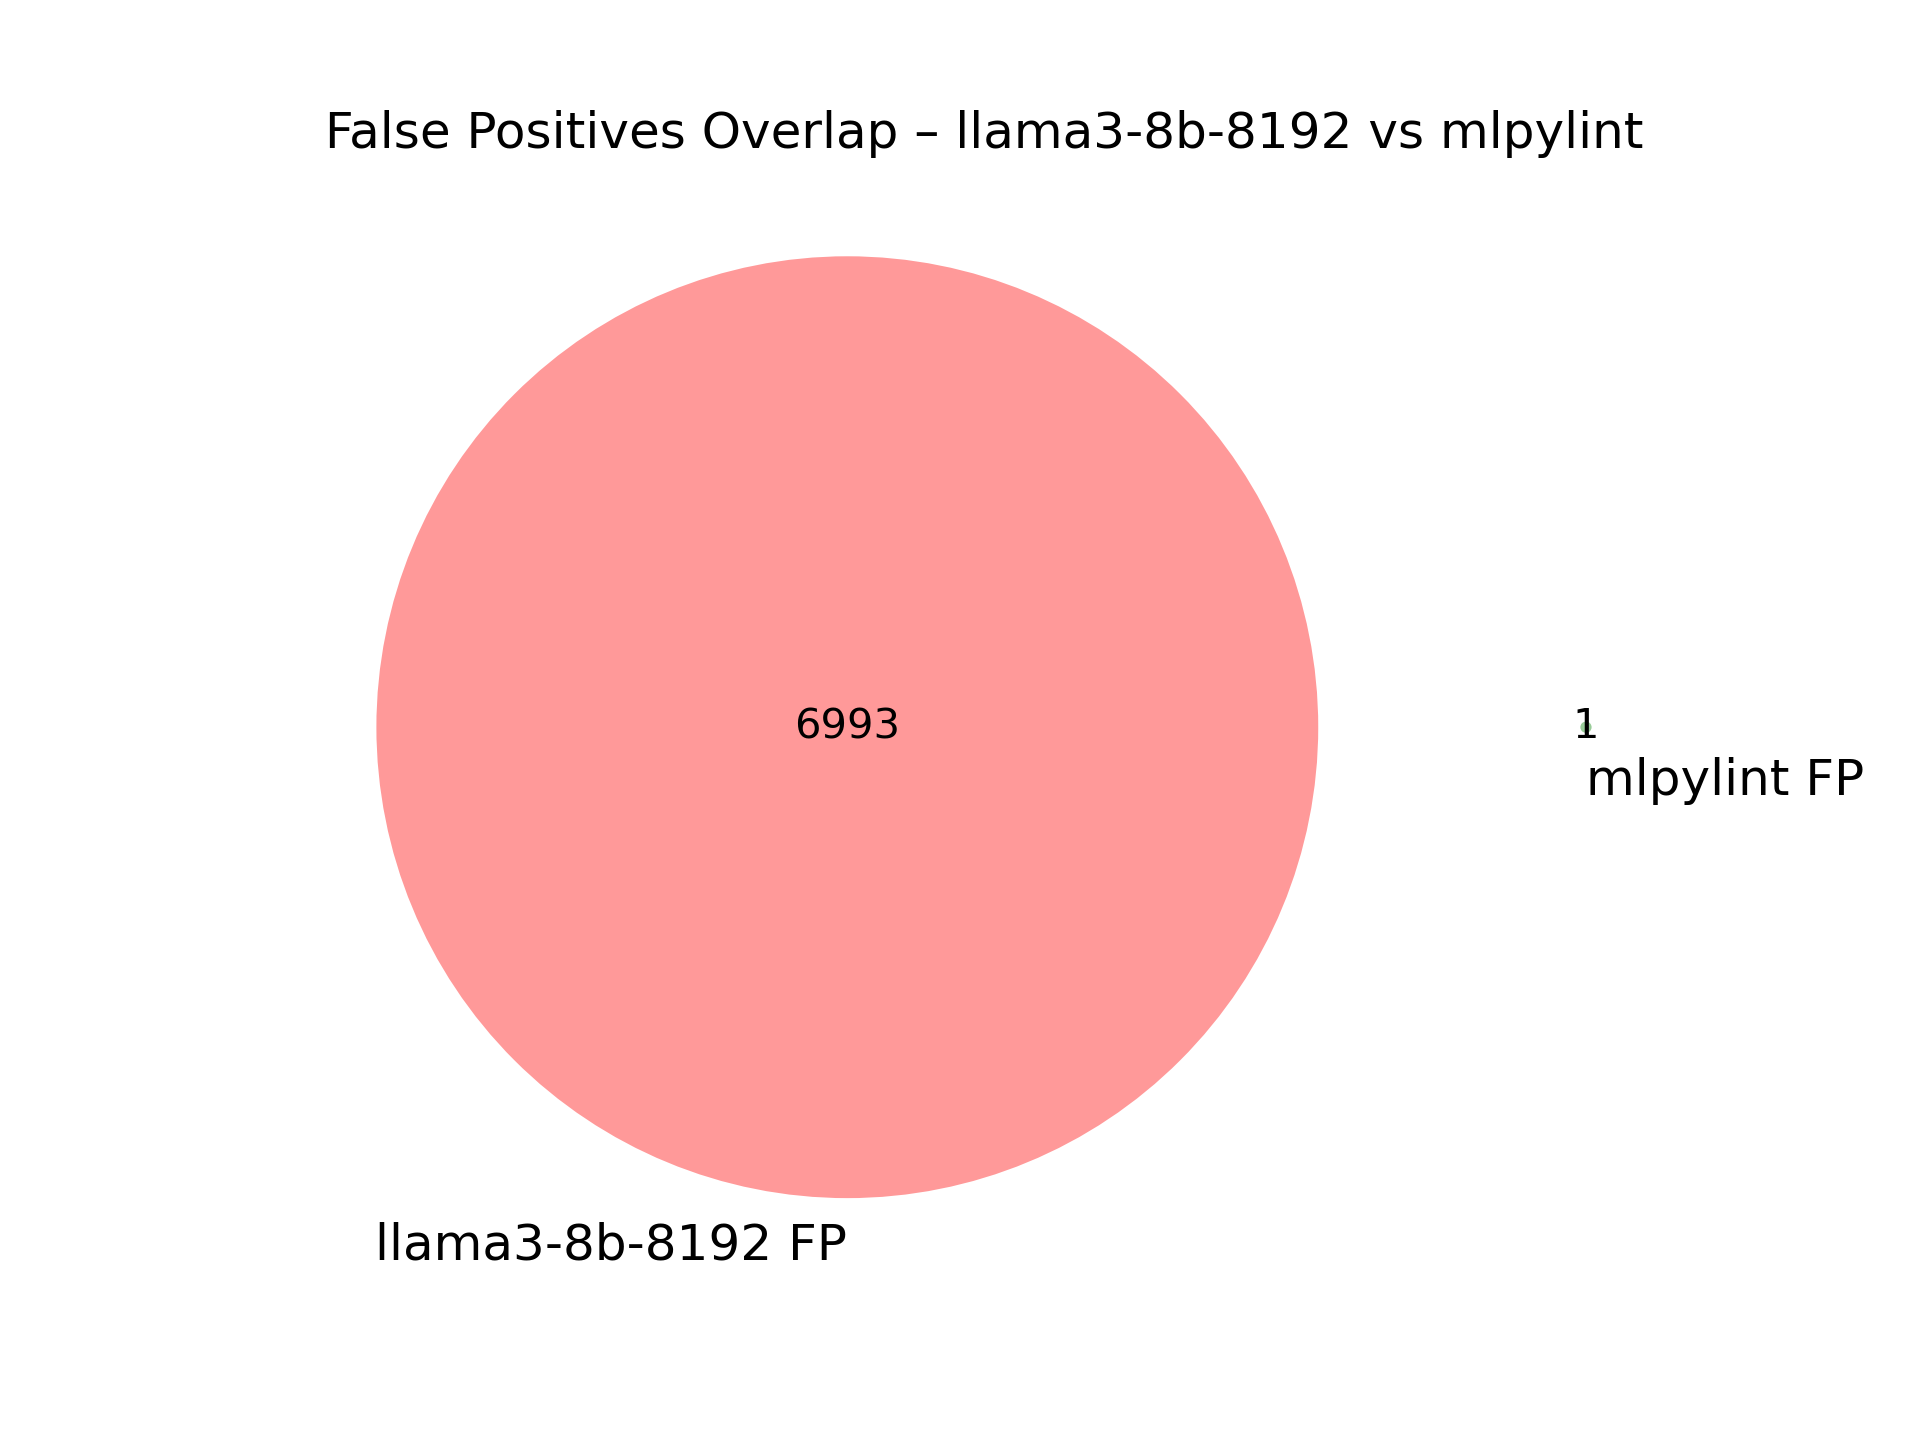 False Positives Overlap – llama3-8b-8192 vs mlpylint
6993
1
mlpylint FP
llama3-8b-8192 FP